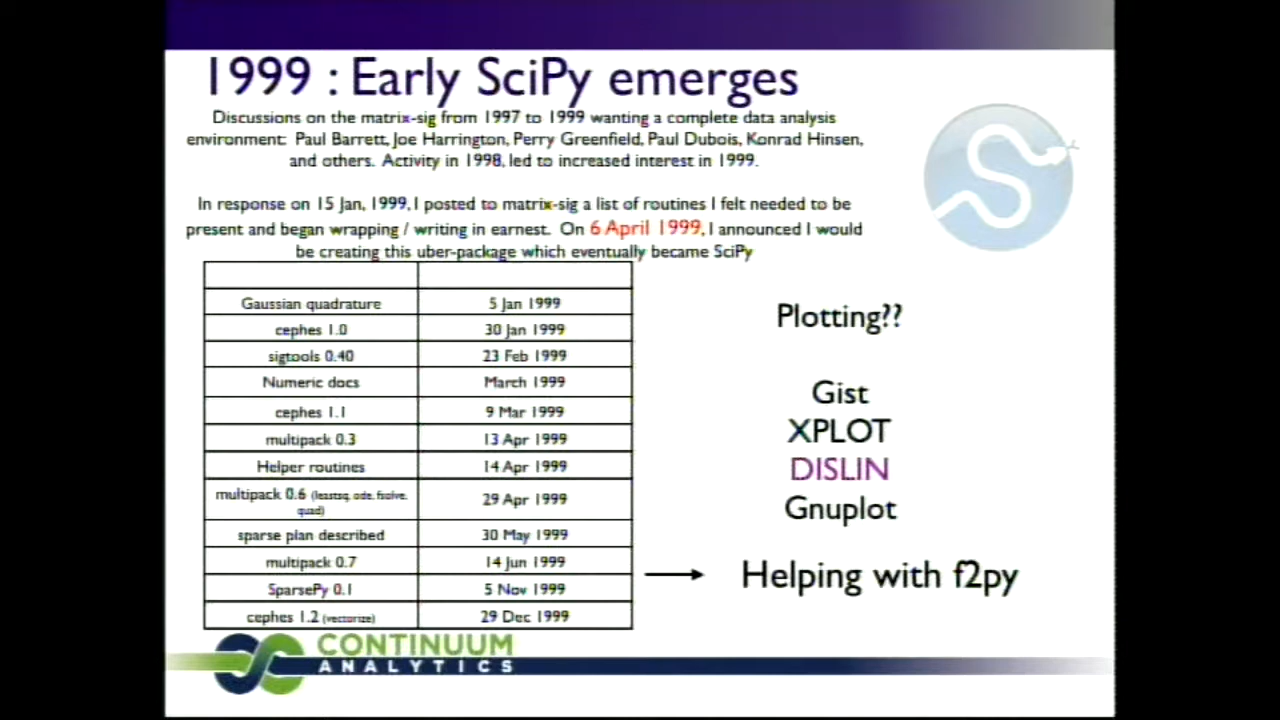 1999 : Early SciPy emerges
Discussions on the matrix-sig from 1997 to 1999 wanting a complete data analysis
environment: Paul Barrett, Joe Harrington, Perry Greenfield, Paul Dubois, Konrad Hinsen,
and others. Activity in 1998, led to increased interest in 1999.
In response on 15 Jan, 1999, I posted to matrix-sig a list of routines I felt needed to be
present and began wrapping / writing in earnest. On 6 April 1999, I announced I would
be creating this uber-package which eventually became SciPy
Gaussian quadrature 5 Jan 1999
cephes 1.0 30 Jan 1999
sigtools 0.40 23 Feb 1999
Numeric docs March 1999
cephes 1.1 9 Mar 1999
multipack 0.3 13 Apr 1999
Helper routines 14 Apr 1999
multipack 0.6 (leastsq, ode, fsolve,
quad) 29 Apr 1999
sparse plan described 30 May 1999
multipack 0.7 14 Jun 1999
SparsePy 0.1 5 Nov 1999
cephes 1.2 (vectorize) 29 Dec 1999
Plotting??
Gist
XPLOT
DISLIN
Gnuplot
Helping with f2py
CONTINUUM
ANALYTICS